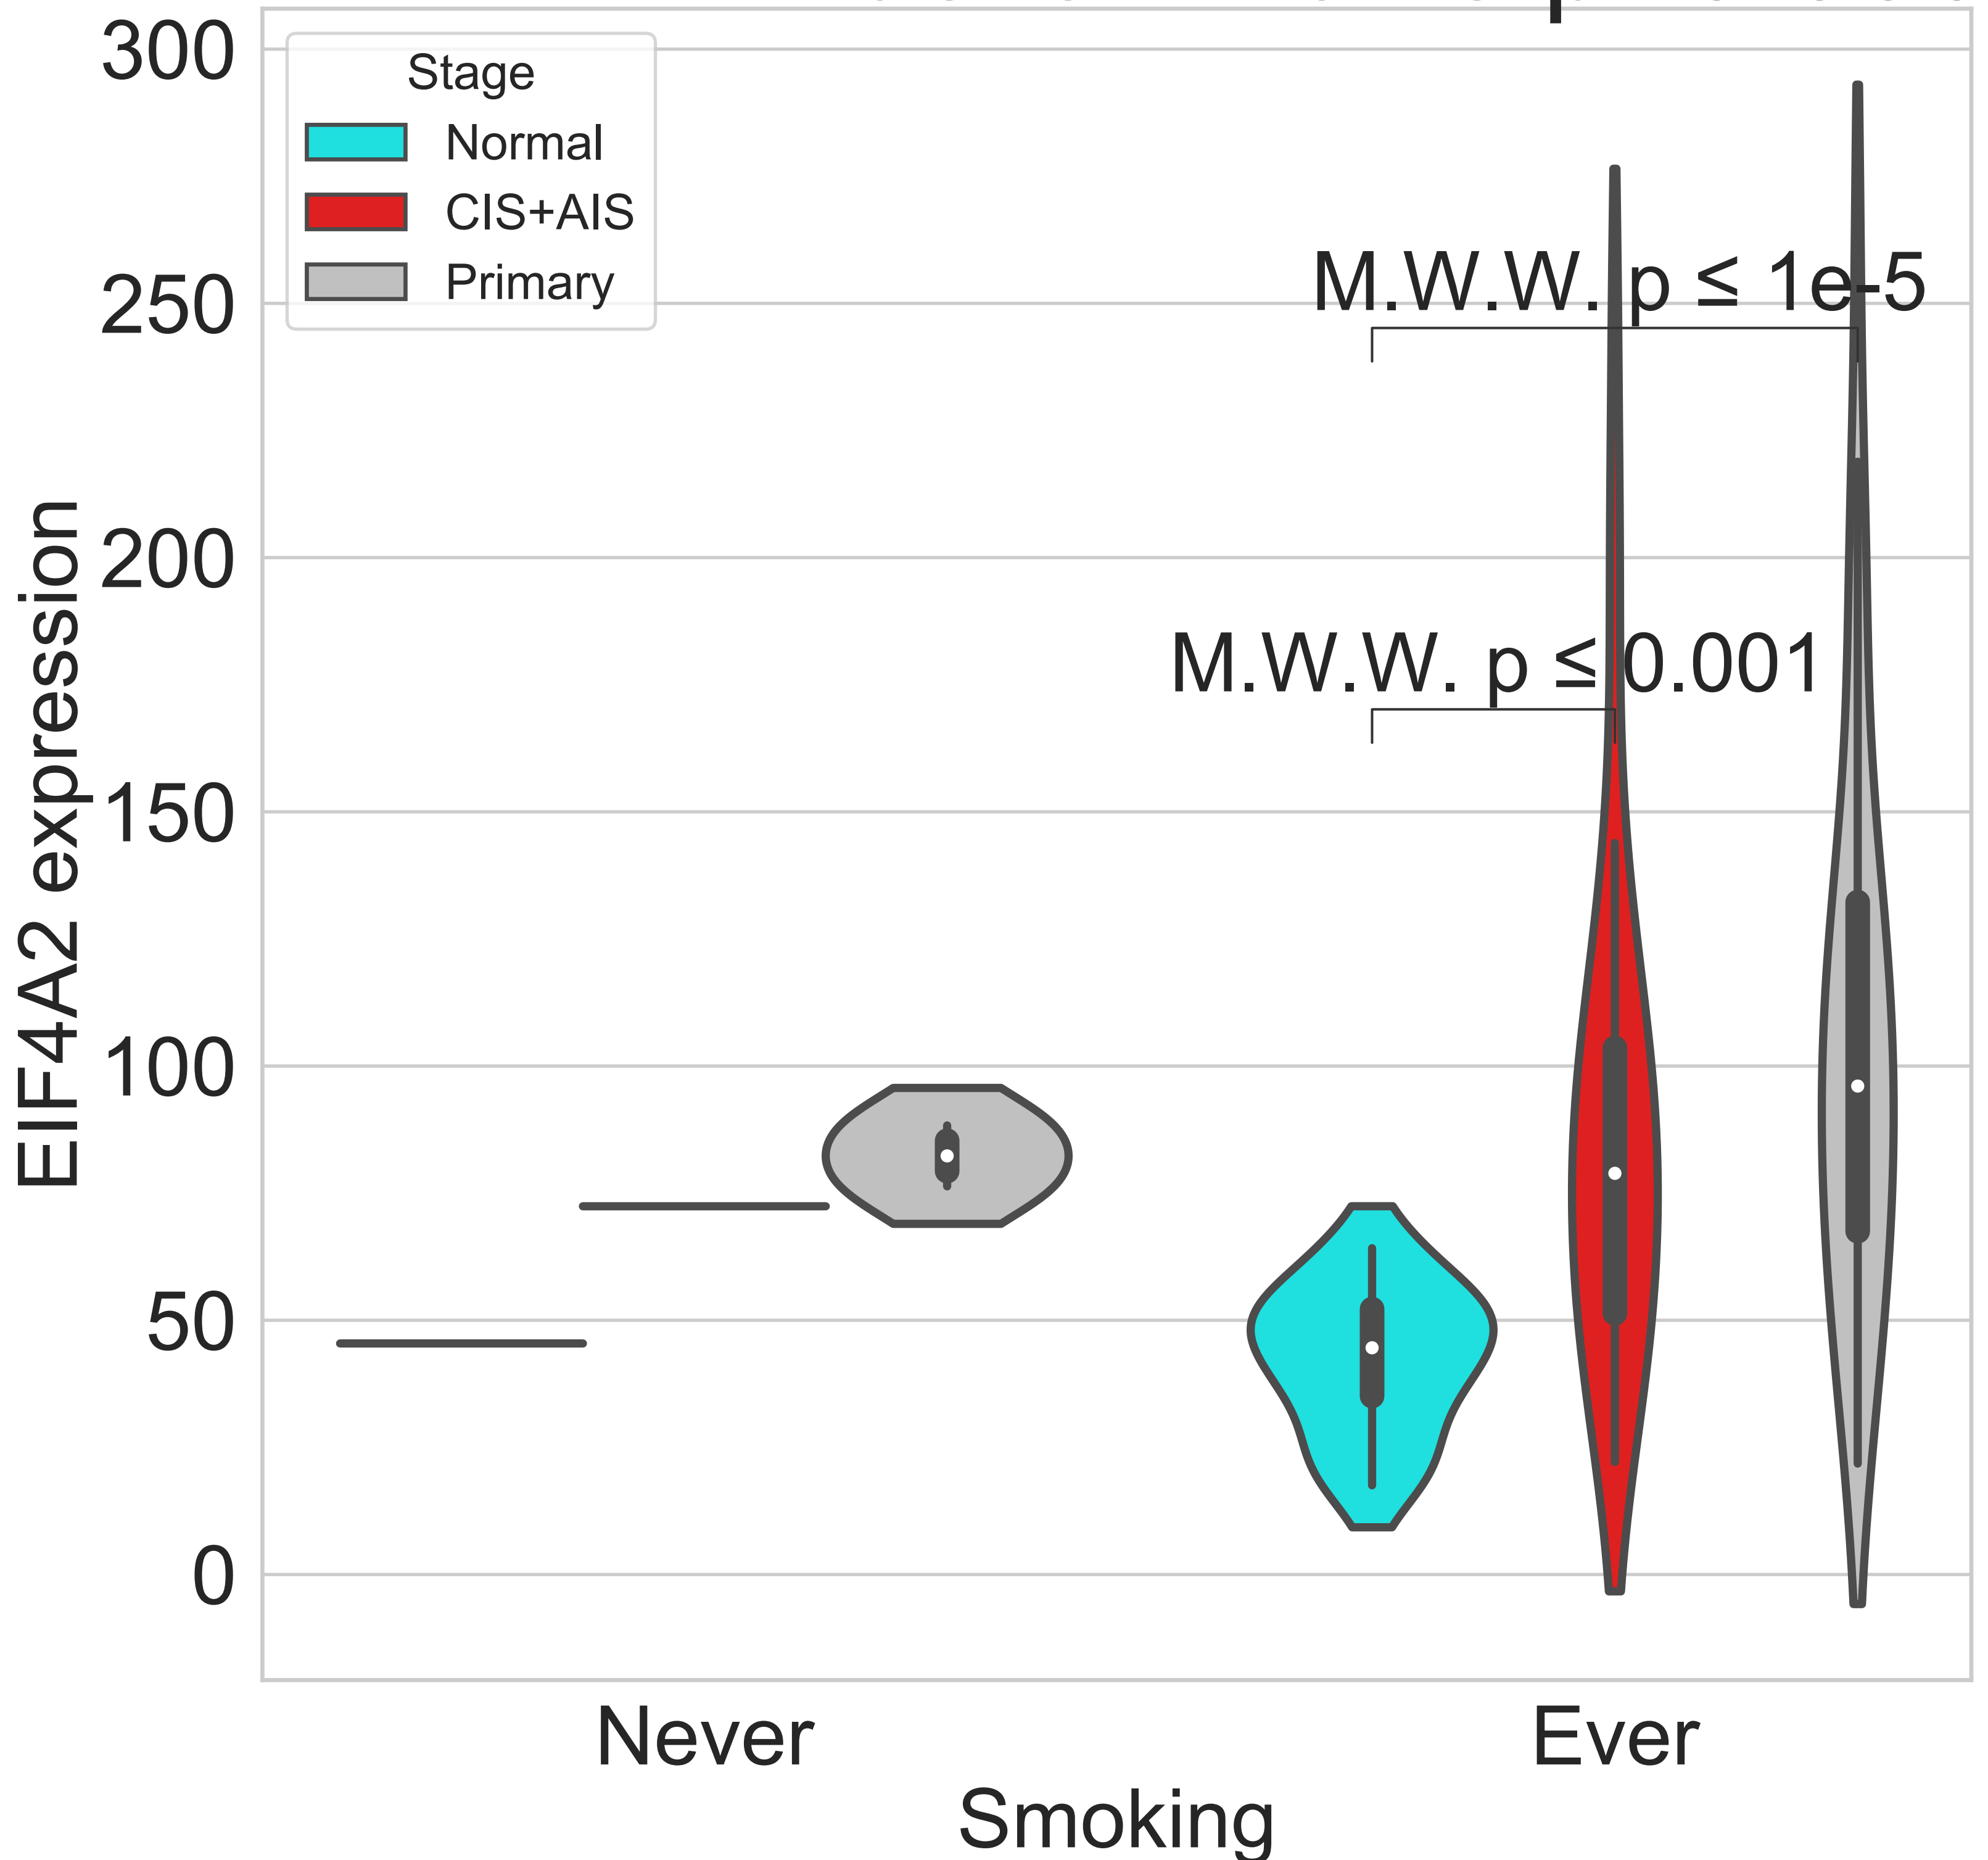 300
250
200
150
100
50
0
EIF4A2 expression
Stage
Normal
CIS+AIS
Primary
M.W.W. p ≤ 1e-5
M.W.W. p ≤ 0.001
Never
Ever
Smoking